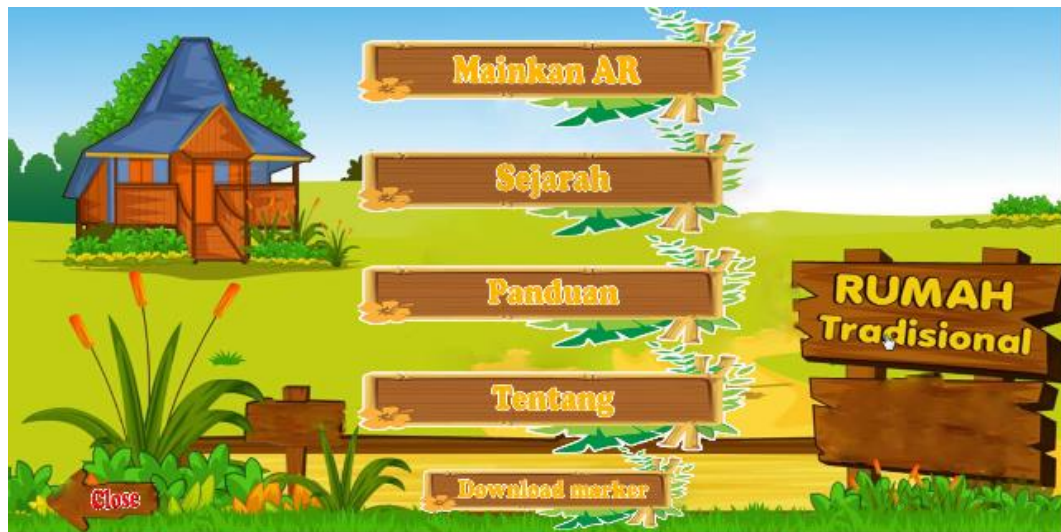 Mainkan AR
Sejarah
Panduan
Tentang
Download marker
RUMAH
Tradisional
Close